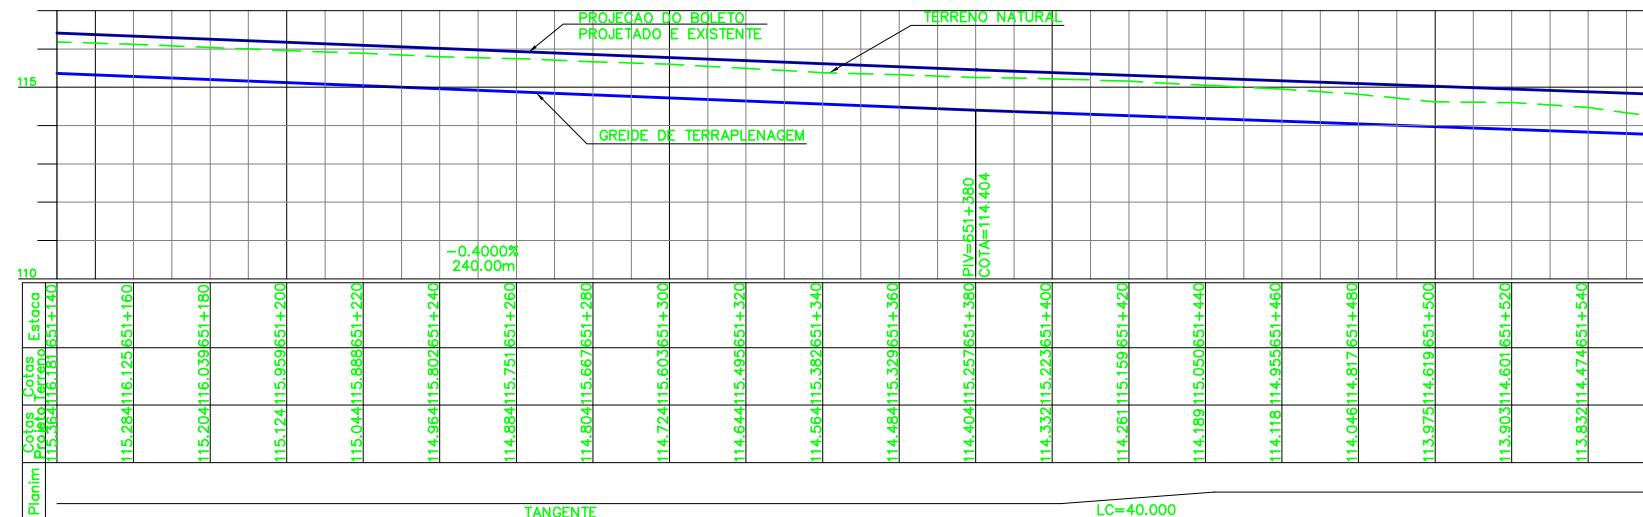 PROJECAO DO BOLETO
PROJETADO E EXISTENTE
TERRENO NATURAL
115
GREIDE DE TERRAPLENAGEM
PIV=651+380
COTA=114.404
-0.4000%
240.00m
110
Estaca
651+140 651+160 651+180 651+200 651+220 651+240 651+260 651+280 651+300 651+320 651+340 651+360 651+380 651+400 651+420 651+440 651+460 651+480 651+500 651+520 651+540
Cotas
Terreno
116.181 116.125 116.039 115.959 115.888 115.802 115.751 115.667 115.603 115.495 115.382 115.329 115.257 115.223 115.159 115.050 114.955 114.817 114.619 114.601 114.474
Cotas
Projeto
115.364 115.284 115.204 115.124 115.044 114.964 114.884 114.804 114.724 114.644 114.564 114.484 114.404 114.332 114.261 114.189 114.118 114.046 113.975 113.903 113.832
Planim
TANGENTE
LC=40.000